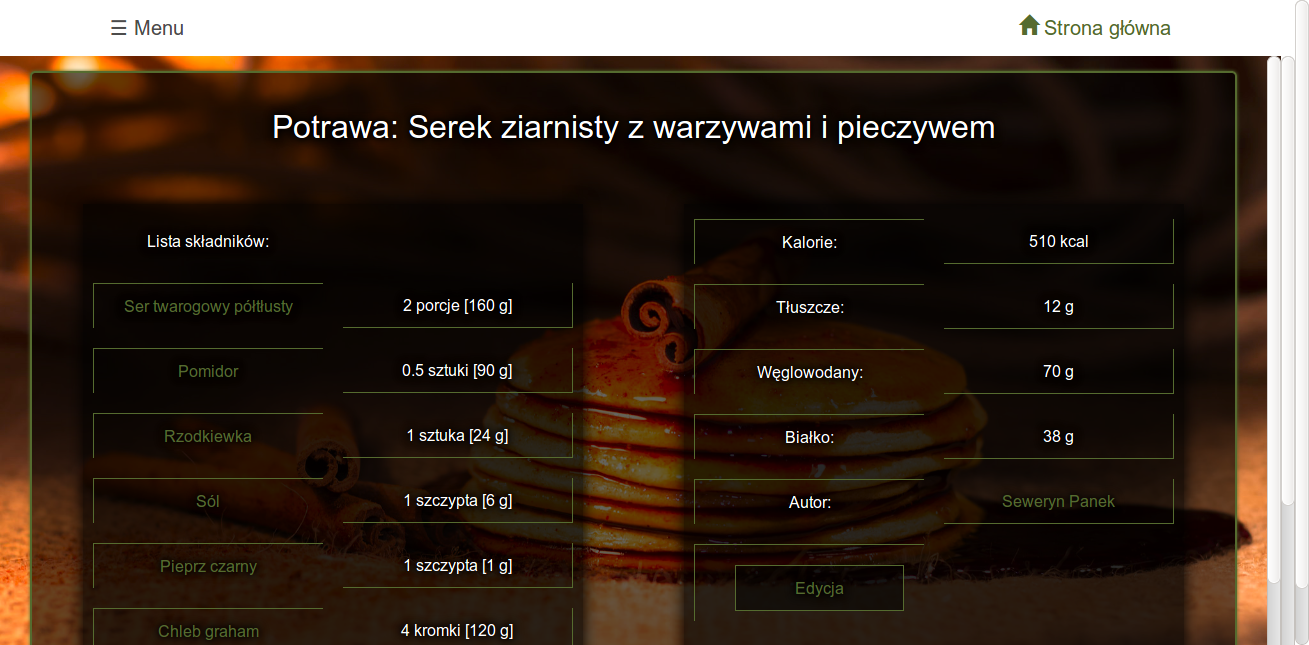 ☰ Menu
Strona główna
Potrawa: Serek ziarnisty z warzywami i pieczywem
Lista składników:
Ser twarogowy półtłusty 2 porcje [160 g]
Pomidor 0.5 sztuki [90 g]
Rzodkiewka 1 sztuka [24 g]
Sól 1 szczypta [6 g]
Pieprz czarny 1 szczypta [1 g]
Chleb graham 4 kromki [120 g]
Kalorie: 510 kcal
Tłuszcze: 12 g
Węglowodany: 70 g
Białko: 38 g
Autor: Seweryn Panek
Edycja